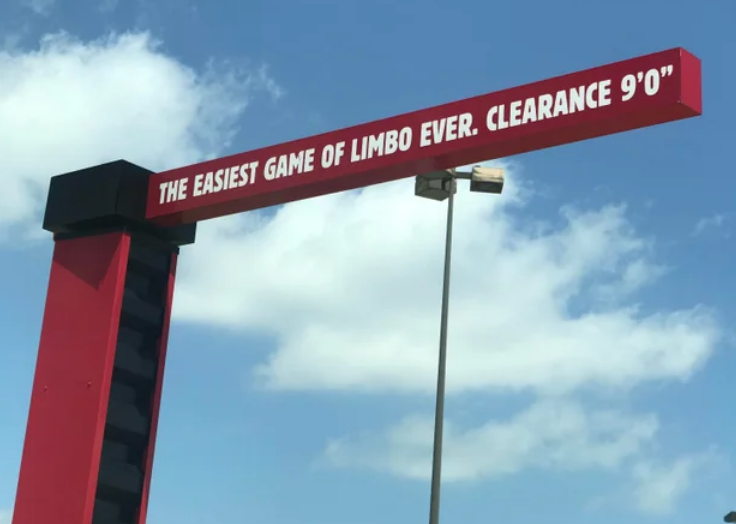 THE EASIEST GAME OF LIMBO EVER. CLEARANCE 9'0”